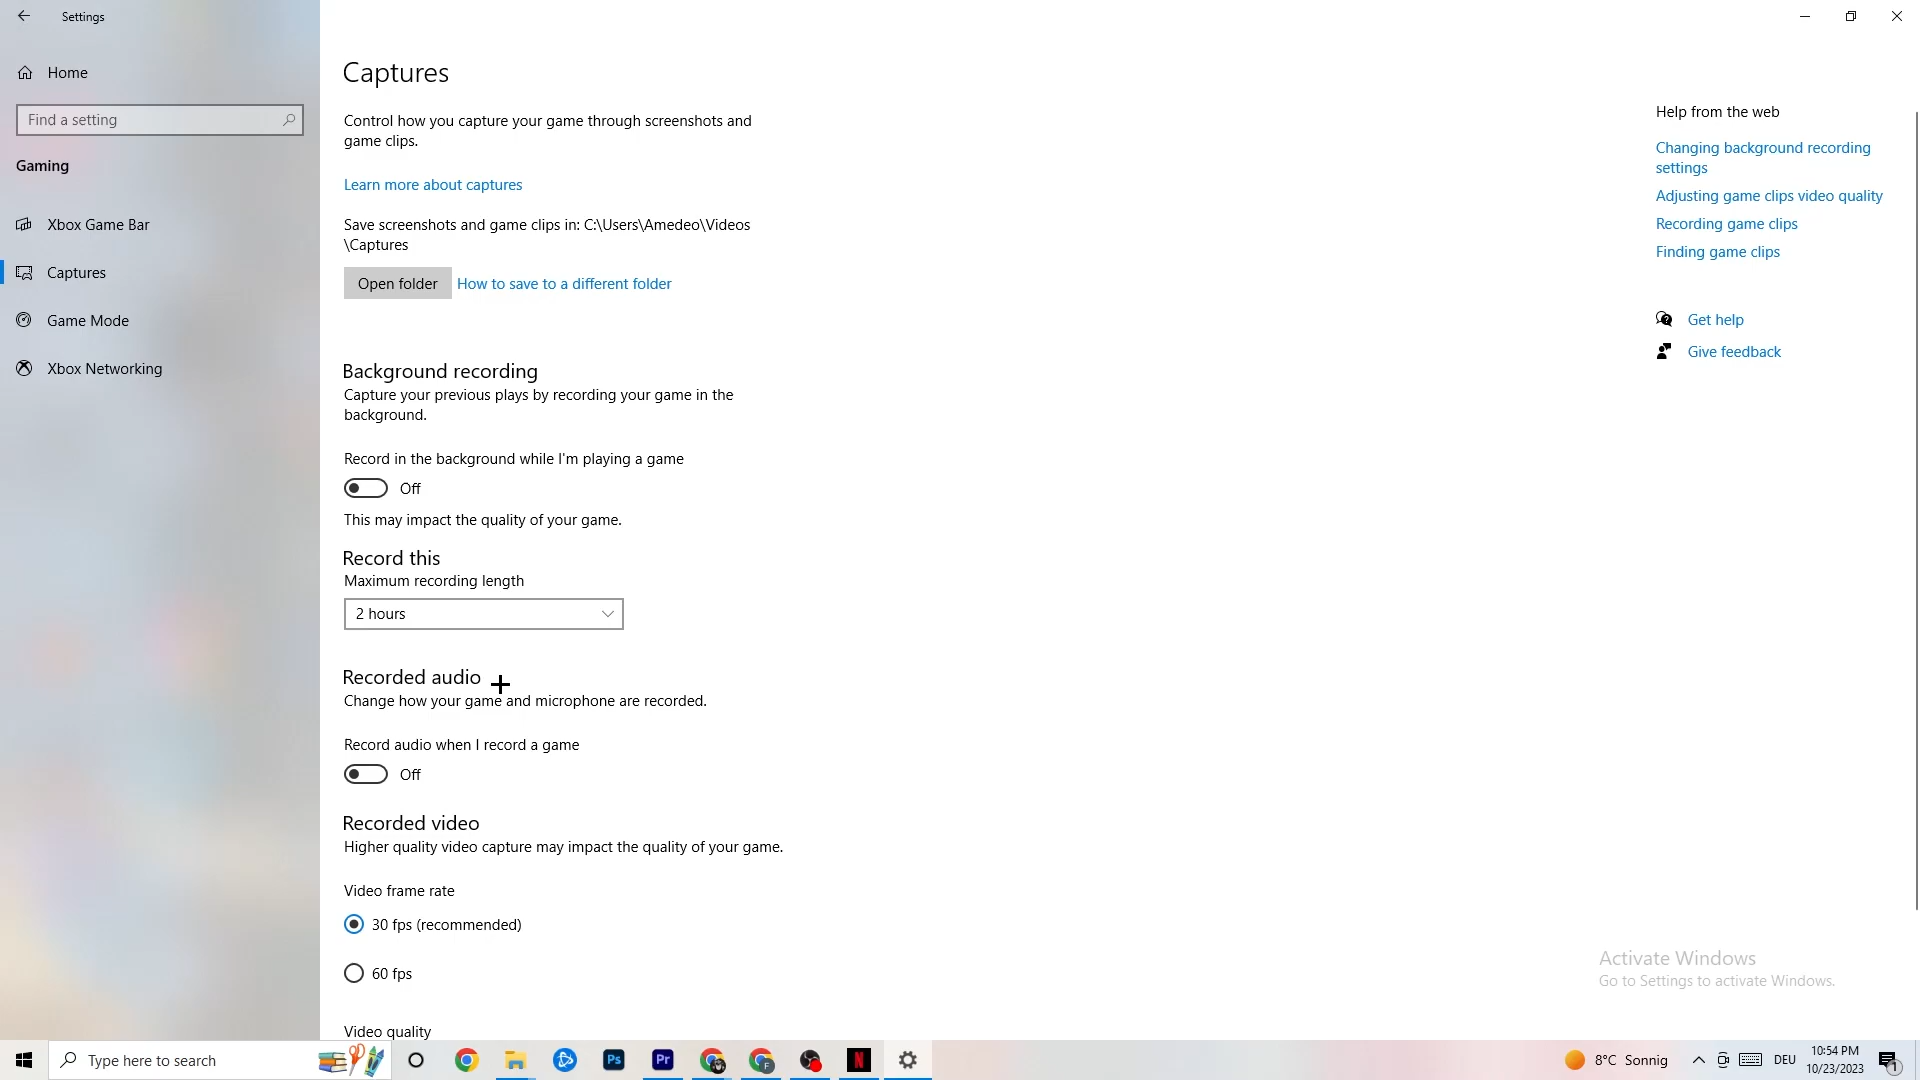 Settings
Home
Find a setting
Gaming
Xbox Game Bar
Captures
Game Mode
Xbox Networking
Captures
Control how you capture your game through screenshots and
game clips.
Learn more about captures
Save screenshots and game clips in: C:\Users\Amedeo\Videos
\Captures
Open folder
How to save to a different folder
Background recording
Capture your previous plays by recording your game in the
background.
Record in the background while I'm playing a game
Off
This may impact the quality of your game.
Record this
Maximum recording length
2 hours
Recorded audio
Change how your game and microphone are recorded.
Record audio when I record a game
Off
Recorded video
Higher quality video capture may impact the quality of your game.
Video frame rate
30 fps (recommended)
60 fps
Video quality
Help from the web
Changing background recording
settings
Adjusting game clips video quality
Recording game clips
Finding game clips
Get help
Give feedback
Activate Windows
Go to Settings to activate Windows.
Type here to search
Ps
Pr
F
N
8°C Sonnig
DEU
10:54 PM
10/23/2023
1